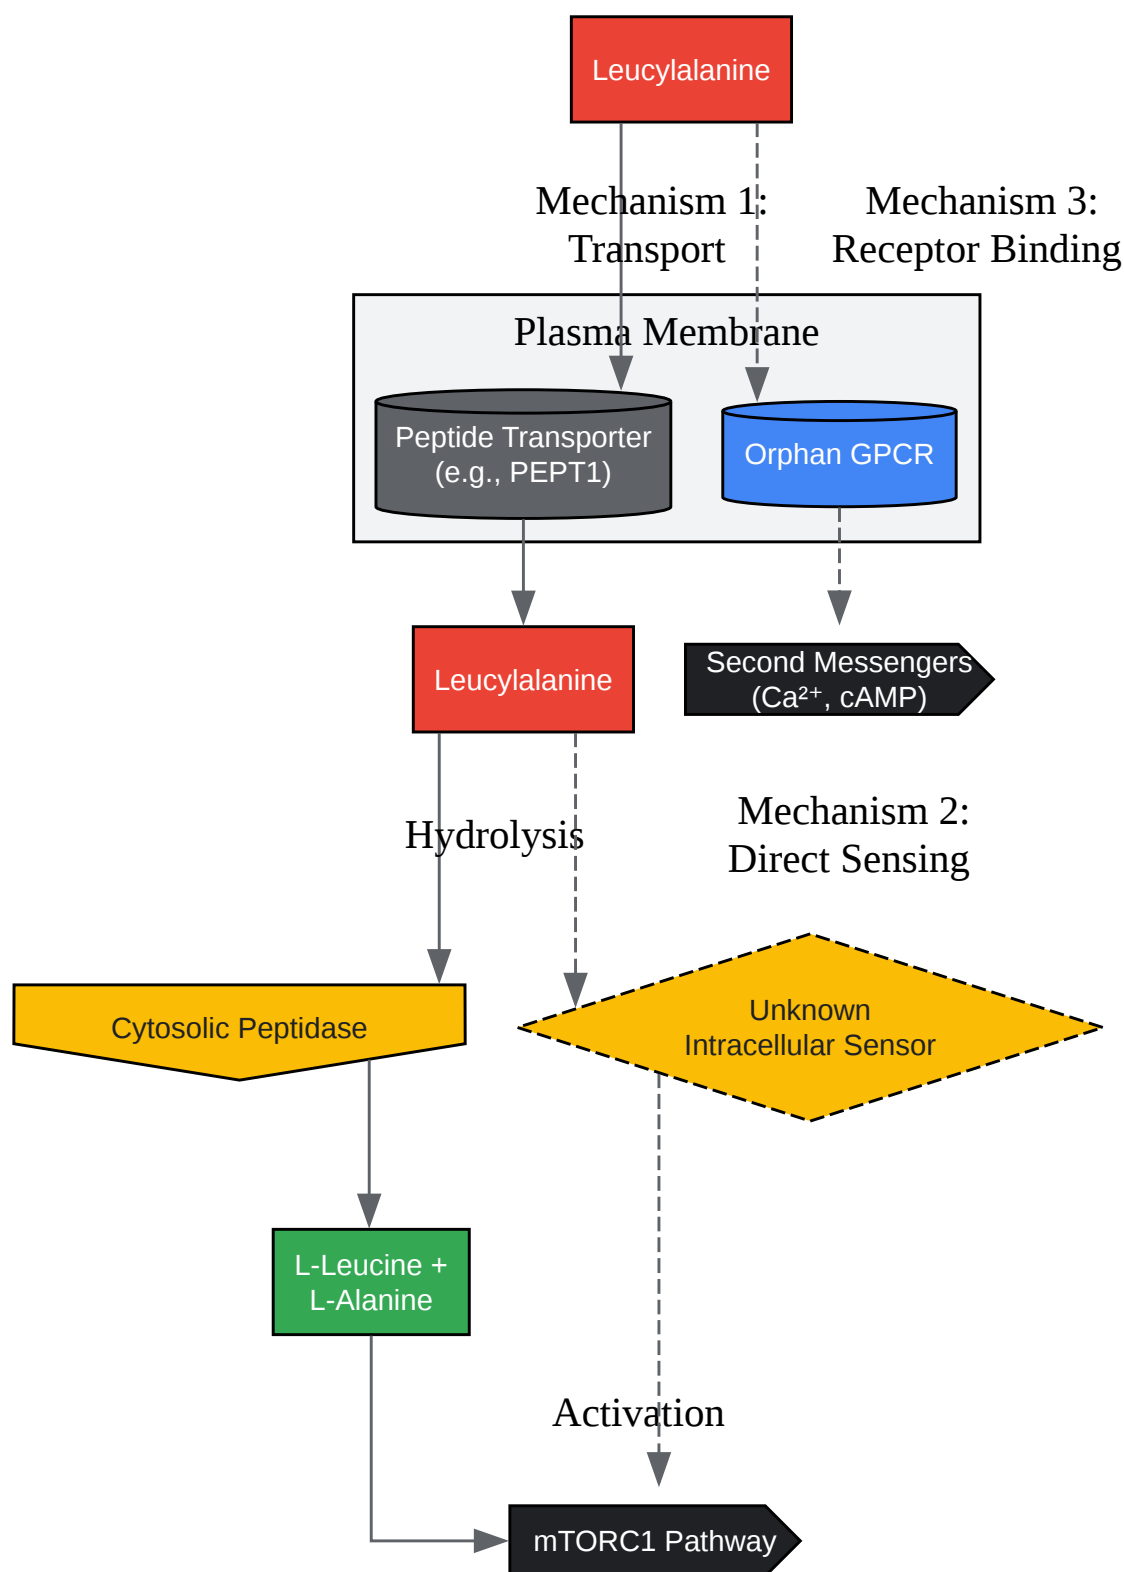 Leucylalanine
Mechanism 1:
Transport
Mechanism 3:
Receptor Binding
Plasma Membrane
Peptide Transporter
(e.g., PEPT1)
Orphan GPCR
Leucylalanine
Second Messengers
(Ca²⁺, cAMP)
Hydrolysis
Mechanism 2:
Direct Sensing
Cytosolic Peptidase
Unknown
Intracellular Sensor
L-Leucine +
L-Alanine
Activation
mTORC1 Pathway